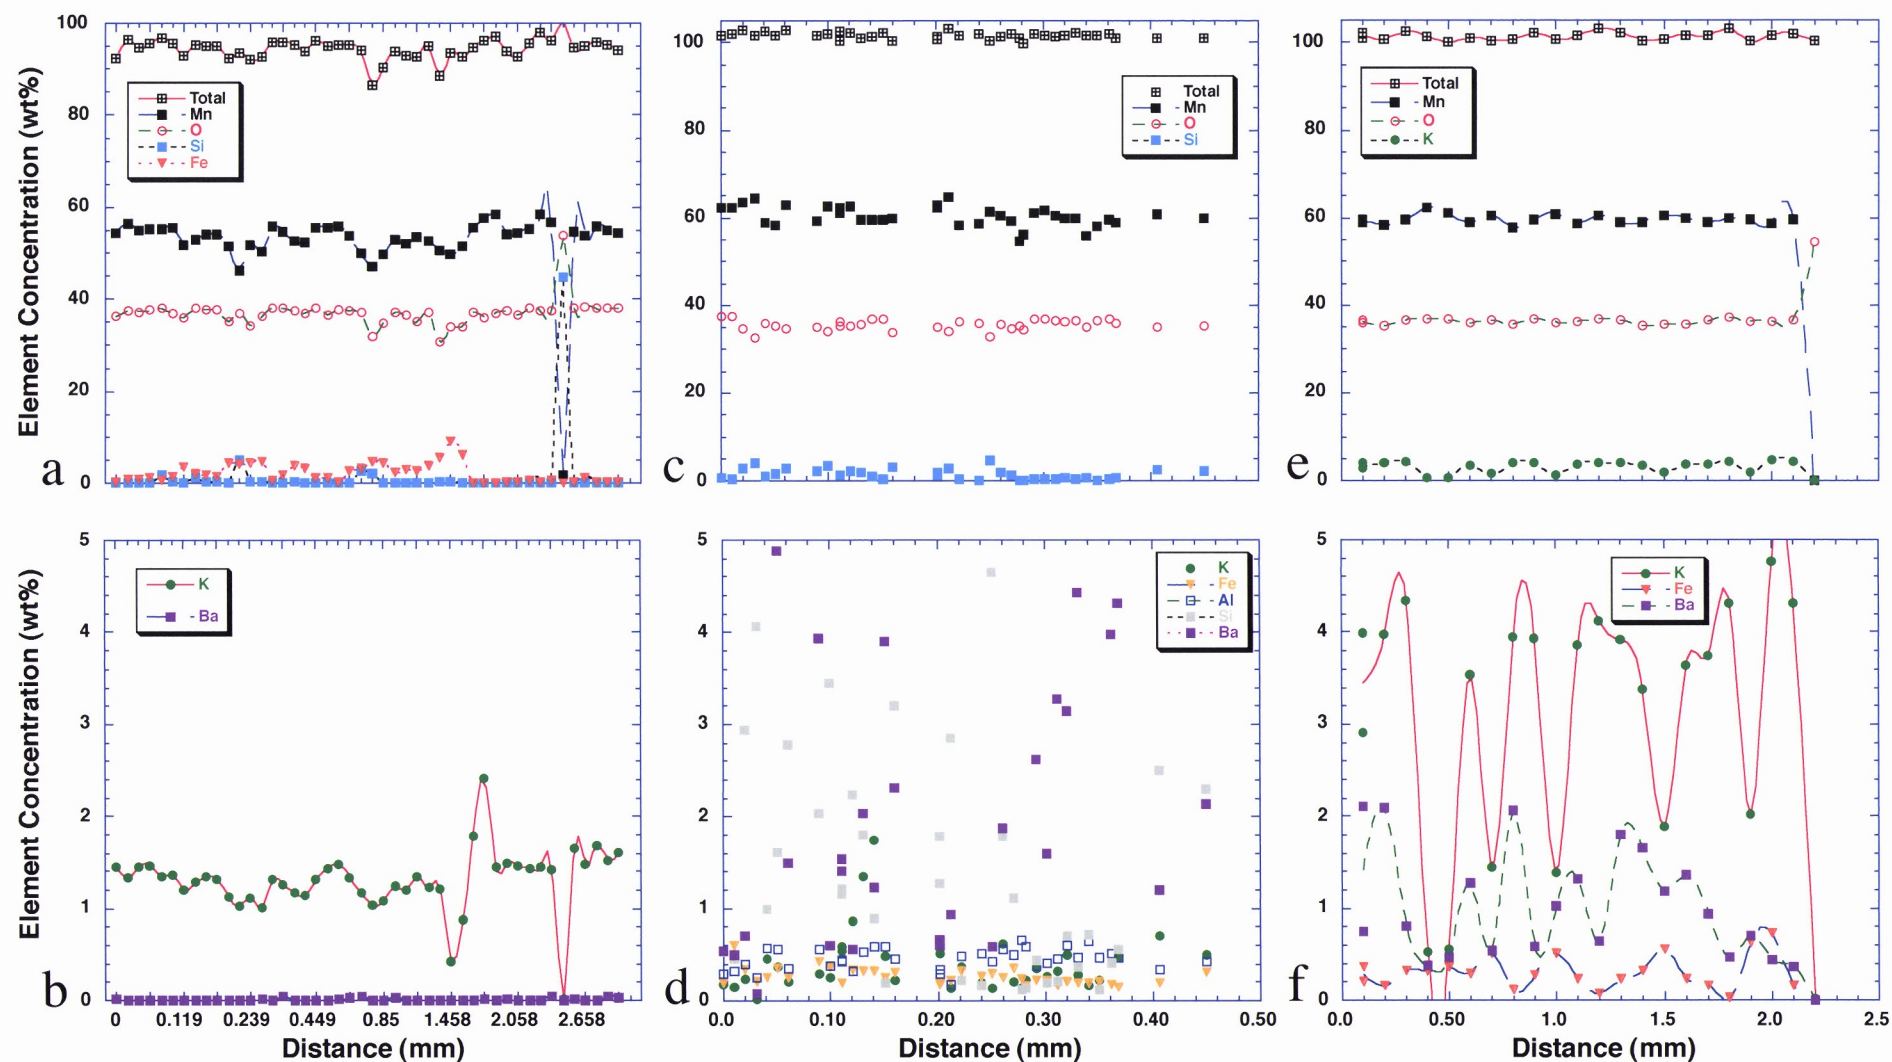 Element Concentration (wt%)
100
80
60
40
20
0
Total
Mn
O
Si
Fe
a
100
80
60
40
20
0
Total
Mn
O
Si
c
100
80
60
40
20
0
Total
Mn
O
K
e
Element Concentration (wt%)
5
4
3
2
1
0
K
Ba
b
0 0.119 0.239 0.449 0.85 1.458 2.058 2.658
Distance (mm)
5
4
3
2
1
0
K
Fe
Al
Si
Ba
d
0.0 0.10 0.20 0.30 0.40 0.50
Distance (mm)
5
4
3
2
1
0
K
Fe
Ba
f
0.0 0.50 1.0 1.5 2.0 2.5
Distance (mm)